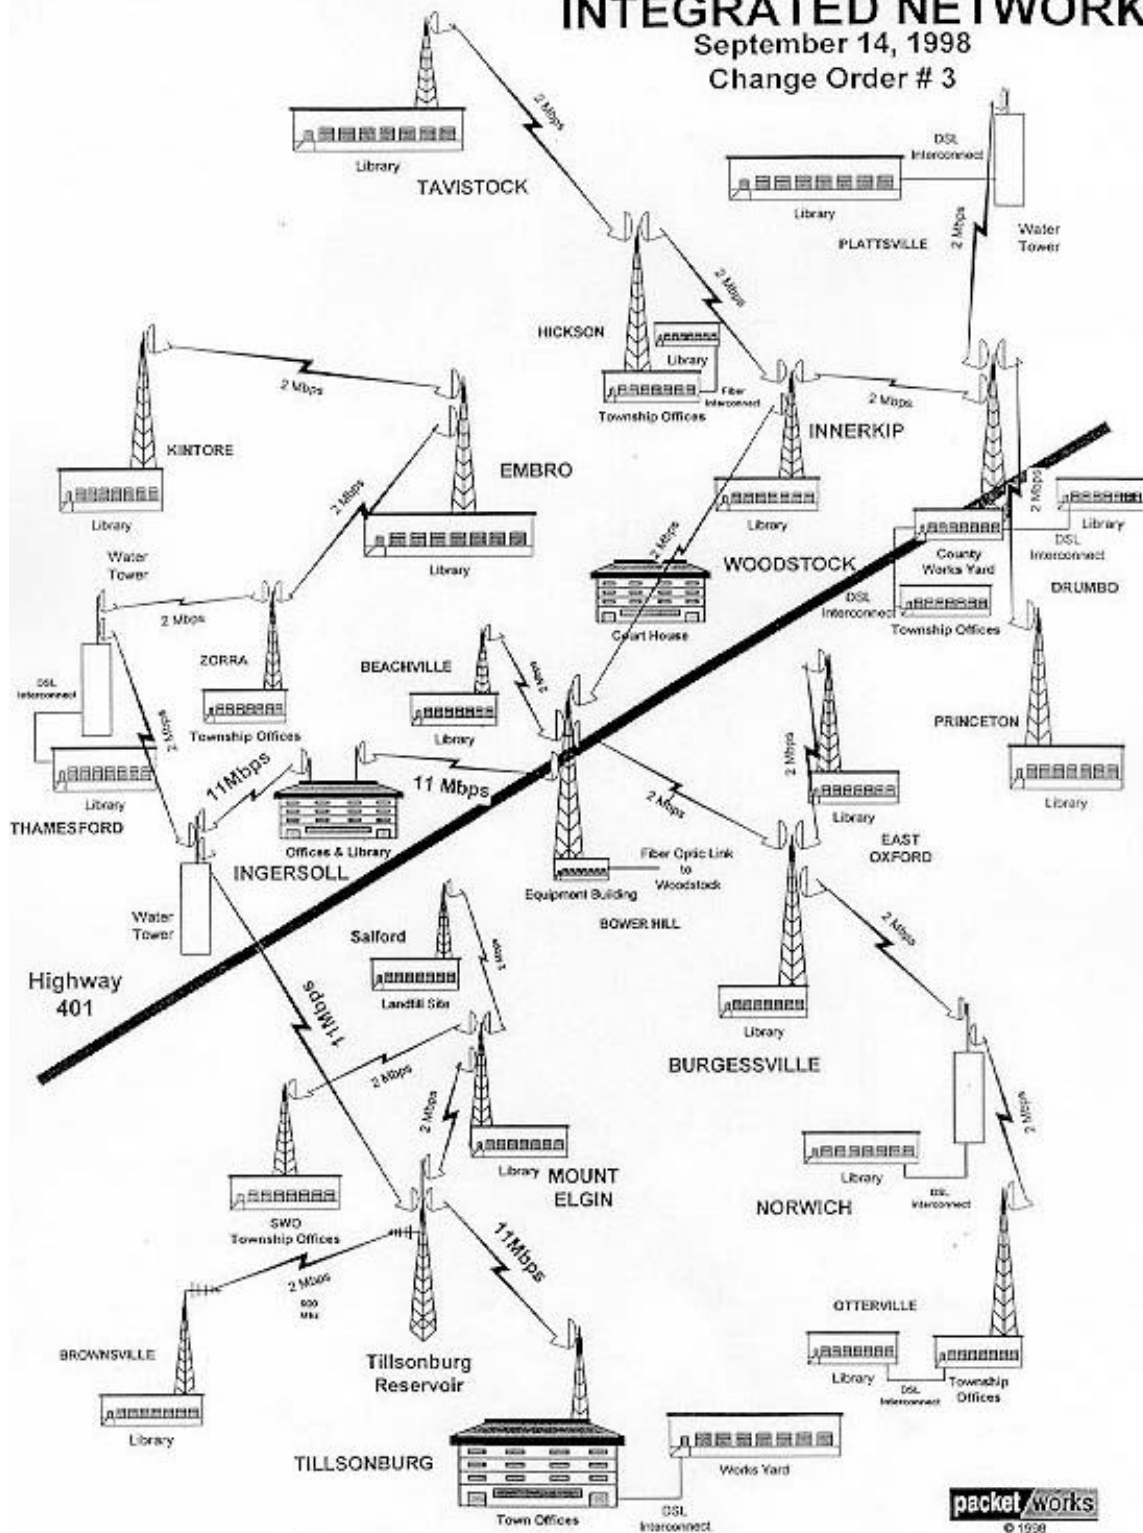 INTEGRATED NETWORK
September 14, 1998
Change Order # 3
2 Mbps
Library
TAVISTOCK
DSL
Interconnect
Library
PLATTSVILLE
2 Mbps
Water
Tower
2 Mbps
HICKSON
Library
Fiber
Interconnect
Township Offices
2 Mbps
KINTORE
Library
EMBRO
2 Mbps
Library
2 Mbps
INNERKIP
Library
2 Mbps
WOODSTOCK
Court House
2 Mbps
Library
DSL
Interconnect
County
Works Yard
DRUMBO
DSL
Interconnect
Township Offices
Water
Tower
2 Mbps
ZORRA
Township Offices
DSL
Interconnect
2 Mbps
Library
THAMESFORD
BEACHVILLE
Library
2 Mbps
PRINCETON
Library
11Mbps
11 Mbps
Offices & Library
INGERSOLL
2 Mbps
2 Mbps
Library
EAST
OXFORD
Equipment Building
Fiber Optic Link
to
Woodstock
BOWER HILL
Water
Tower
Salford
Landfill Site
2 Mbps
Highway
401
11Mbps
Library
BURGESSVILLE
2 Mbps
2 Mbps
Library
MOUNT
ELGIN
SWO
Township Offices
2 Mbps
Library
DSL
Interconnect
NORWICH
2 Mbps
11Mbps
BROWNSVILLE
Library
Tillsonburg
Reservoir
OTTERVILLE
Library
DSL
Interconnect
Township
Offices
TILLSONBURG
Town Offices
DSL
Interconnect
Works Yard
packet works
© 1998